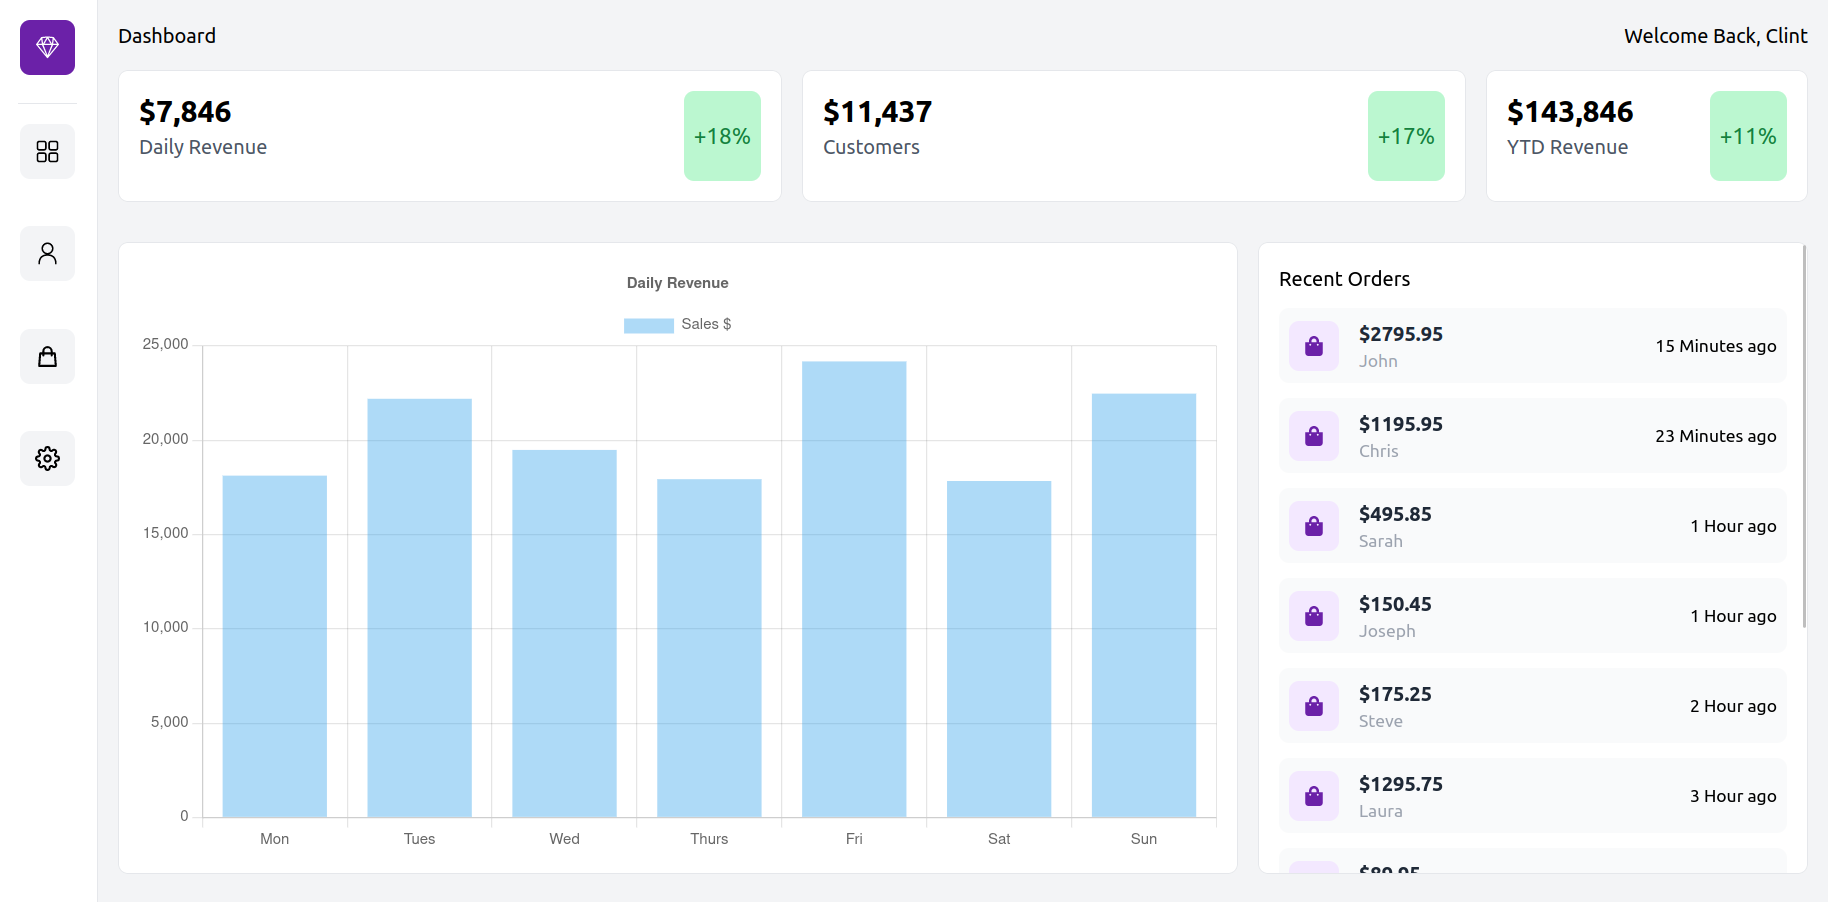 Dashboard
Welcome Back, Clint
$7,846
Daily Revenue
+18%
$11,437
Customers
+17%
$143,846
YTD Revenue
+11%
Daily Revenue
Sales $
25,000
20,000
15,000
10,000
5,000
0
Mon Tues Wed Thurs Fri Sat Sun
Recent Orders
$2795.95
John
15 Minutes ago
$1195.95
Chris
23 Minutes ago
$495.85
Sarah
1 Hour ago
$150.45
Joseph
1 Hour ago
$175.25
Steve
2 Hour ago
$1295.75
Laura
3 Hour ago